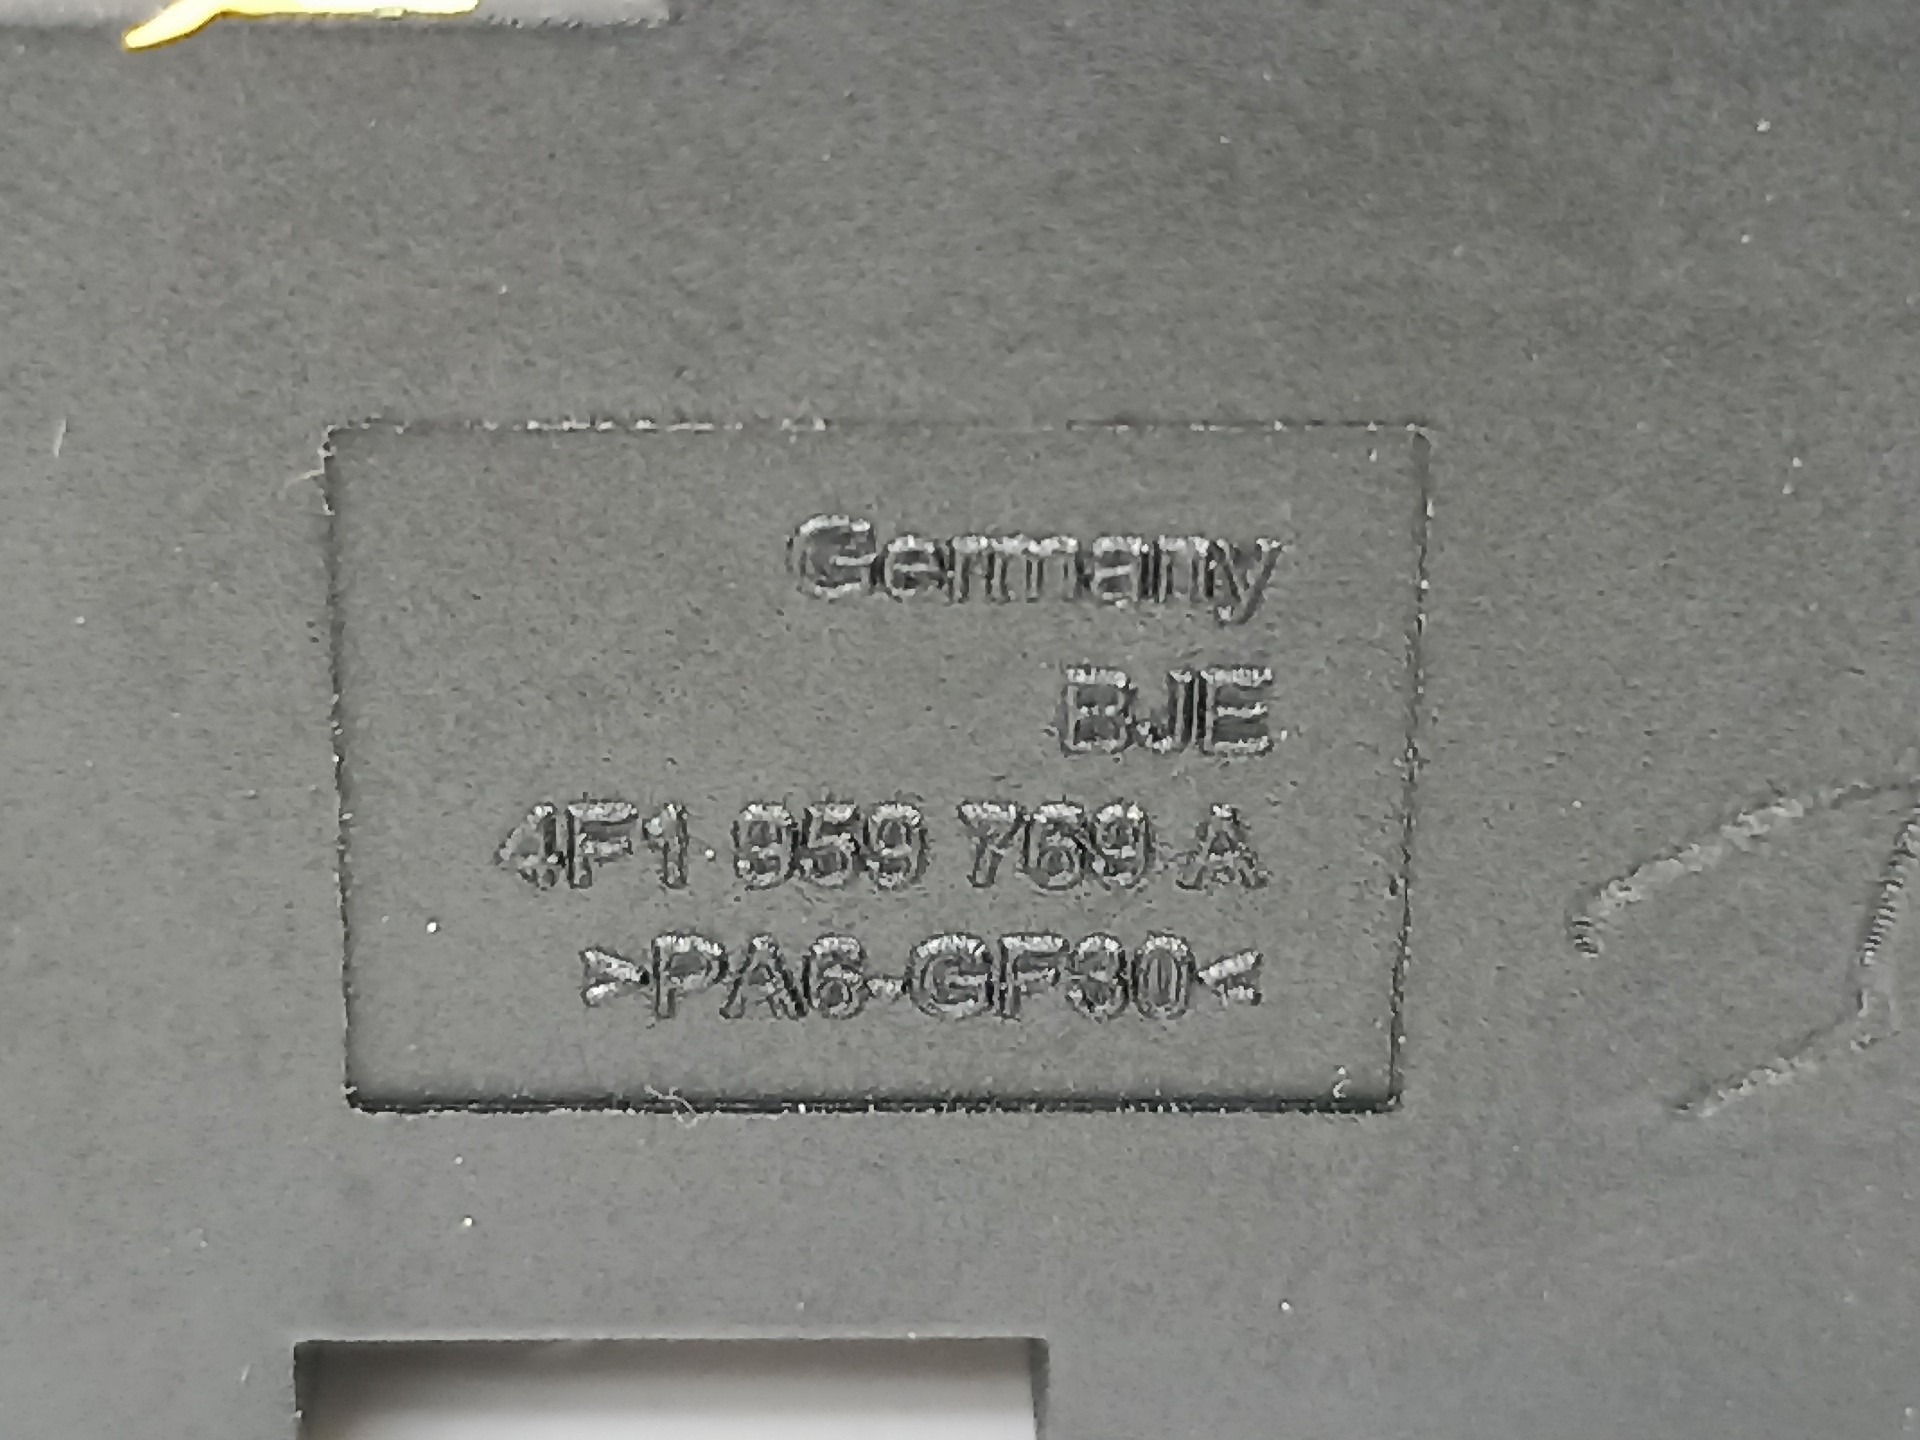 Germany
BJE
4F1 959 769 A
>PA6-GF30<